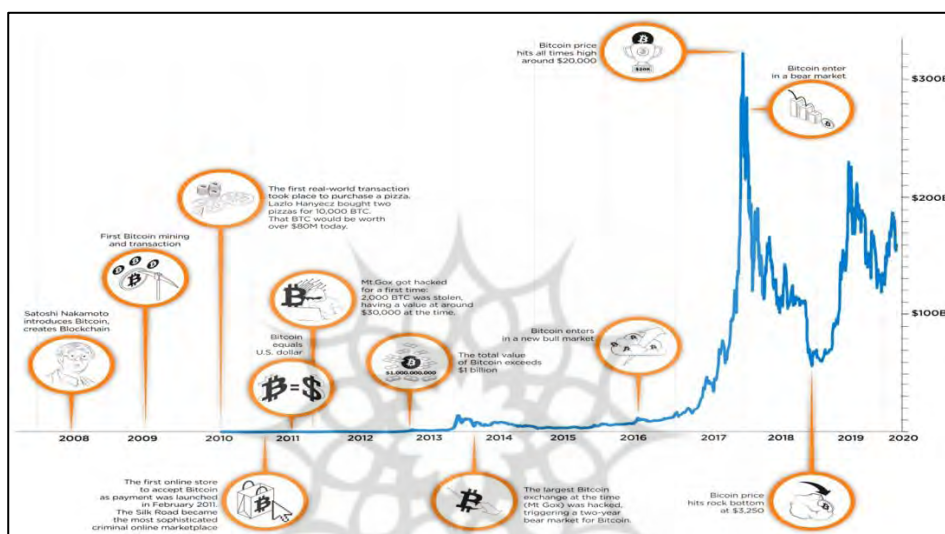 Bitcoin price
hits all times high
around $20,000
$20K
Bitcoin enter
in a bear market
$300B
The first real-world transaction
took place to purchase a pizza.
Lazlo Hanyecz bought two
pizzas for 10,000 BTC.
That BTC would be worth
over $80M today.
$200B
First Bitcoin mining
and transaction
Mt.Gox got hacked
for a first time:
2,000 BTC was stolen,
having a value at around
$30,000 at the time.
Satoshi Nakamoto
introduces Bitcoin,
creates Blockchain
$100B
Bitcoin
equals
U.S. dollar
Bitcoin enters
in a new bull market
$1.000.000.000
The total value
of Bitcoin exceeds
$1 billion
= $
2008 2009 2010 2011 2012 2013 2014 2015 2016 2017 2018 2019 2020
The first online store
to accept Bitcoin
as payment was launched
in February 2011.
The Silk Road became
the most sophisticated
criminal online marketplace
The largest Bitcoin
exchange at the time
(Mt Gox) was hacked,
triggering a two-year
bear market for Bitcoin.
Bicoin price
hits rock bottom
at $3,250